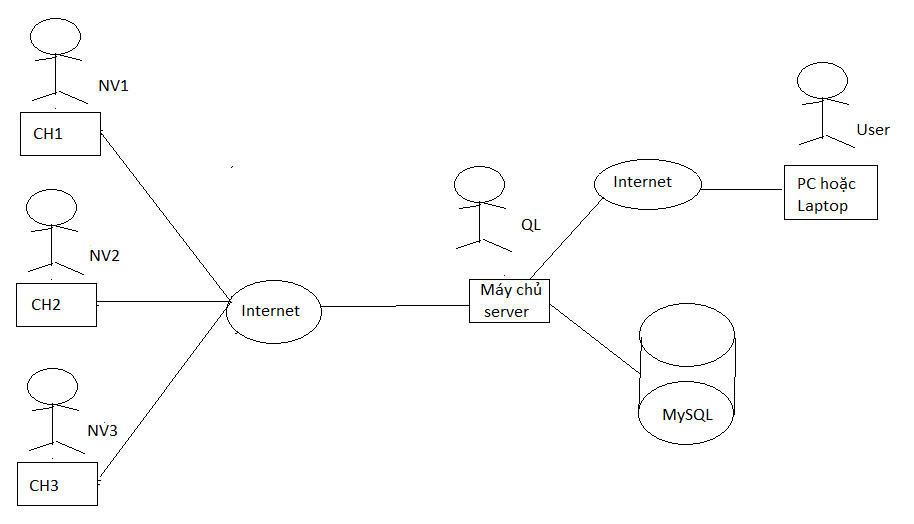 NV1
CH1
NV2
CH2
NV3
CH3
Internet
QL
Máy chủ
server
Internet
User
PC hoặc
Laptop
MySQL